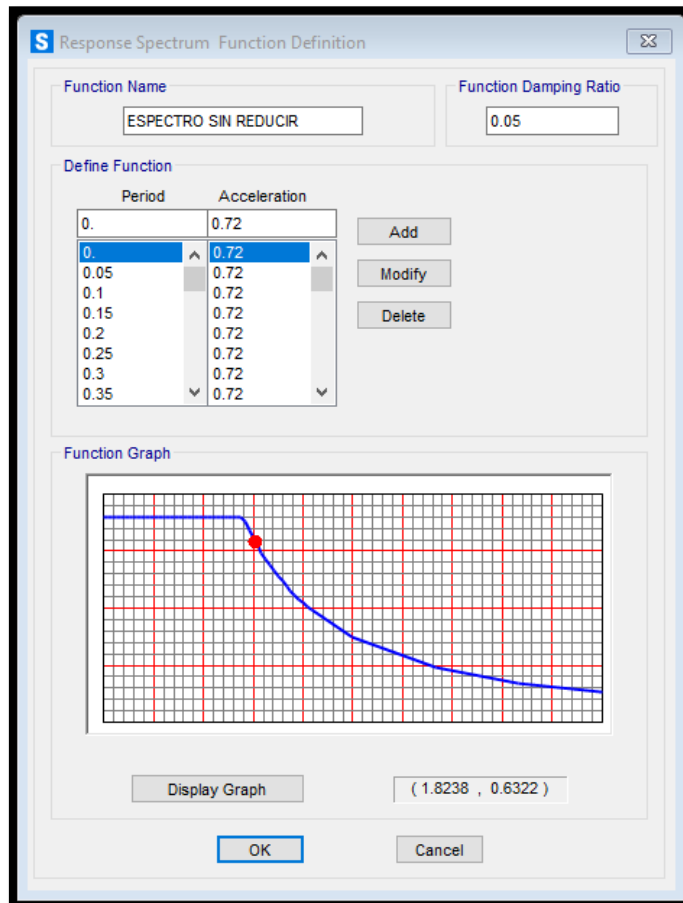 S Response Spectrum Function Definition
Function Name
Function Damping Ratio
ESPECTRO SIN REDUCIR
0.05
Define Function
Period Acceleration
0. 0.72
Add
0. 0.72
0.05 0.72
Modify
0.1 0.72
0.15 0.72
Delete
0.2 0.72
0.25 0.72
0.3 0.72
0.35 0.72
Function Graph
Display Graph
( 1.8238 , 0.6322 )
OK
Cancel